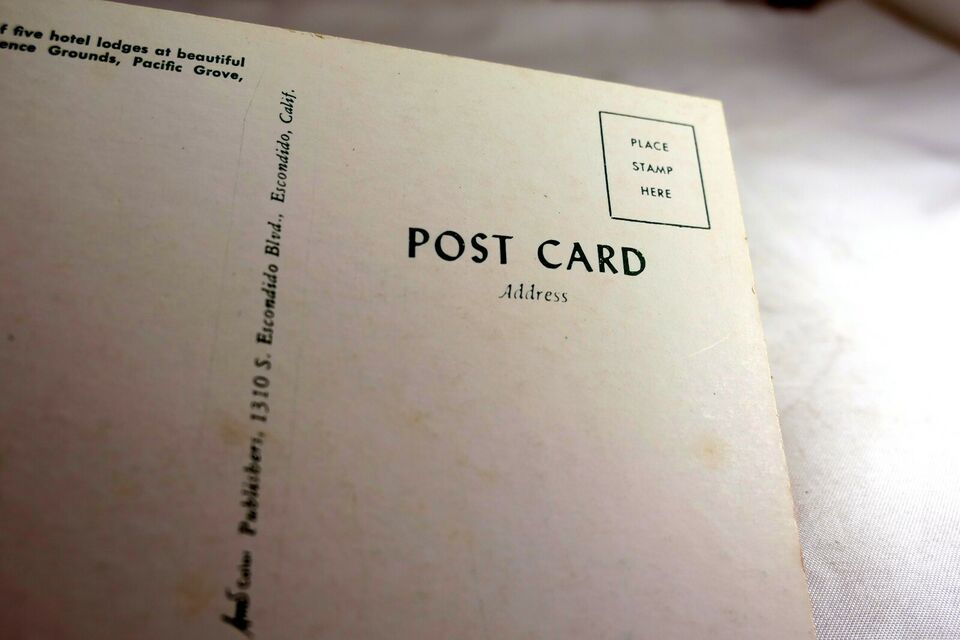 f five hotel lodges at beautiful
ence Grounds, Pacific Grove,
Publishers, 1310 S. Escondido Blvd., Escondido, Calif.
PLACE
STAMP
HERE
POST CARD
Address